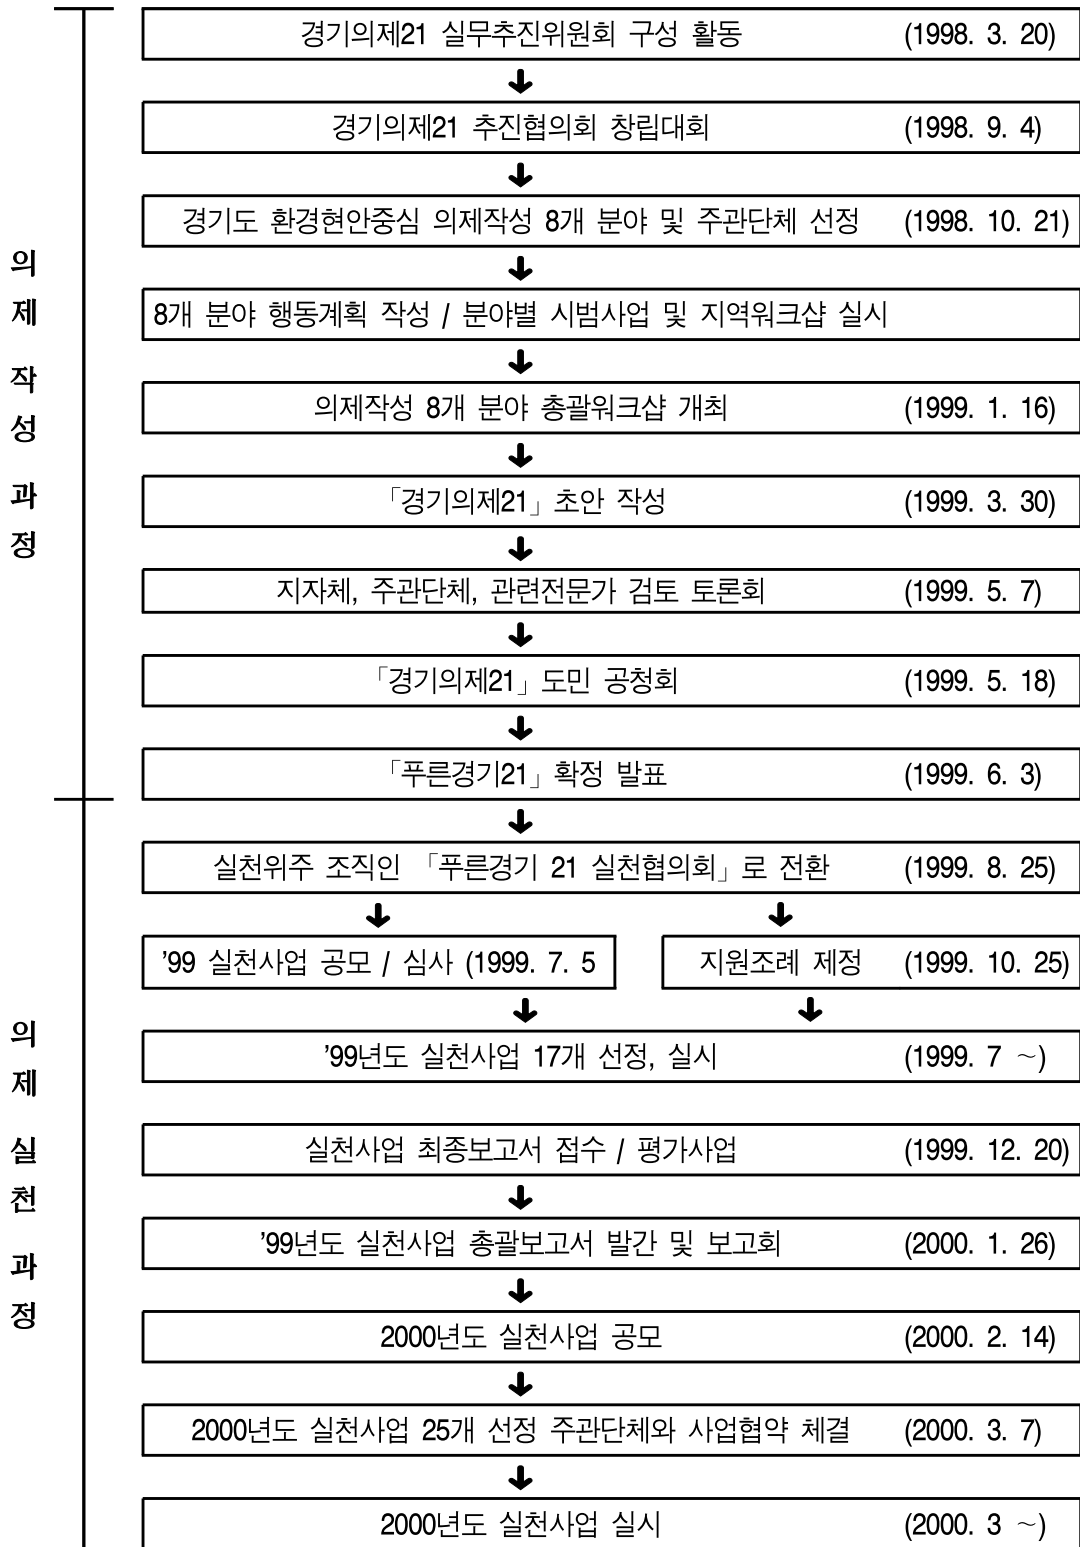 의제 작성 과정
경기의제21 실무추진위원회 구성 활동 (1998. 3. 20)
경기의제21 추진협의회 창립대회 (1998. 9. 4)
경기도 환경현안중심 의제작성 8개 분야 및 주관단체 선정 (1998. 10. 21)
8개 분야 행동계획 작성 / 분야별 시범사업 및 지역워크샵 실시
의제작성 8개 분야 총괄워크샵 개최 (1999. 1. 16)
「경기의제21」초안 작성 (1999. 3. 30)
지자체, 주관단체, 관련전문가 검토 토론회 (1999. 5. 7)
「경기의제21」도민 공청회 (1999. 5. 18)
「푸른경기21」확정 발표 (1999. 6. 3)
의제 실천 과정
실천위주 조직인 「푸른경기 21 실천협의회」로 전환 (1999. 8. 25)
’99 실천사업 공모 / 심사 (1999. 7. 5
지원조례 제정 (1999. 10. 25)
’99년도 실천사업 17개 선정, 실시 (1999. 7 ~)
실천사업 최종보고서 접수 / 평가사업 (1999. 12. 20)
’99년도 실천사업 총괄보고서 발간 및 보고회 (2000. 1. 26)
2000년도 실천사업 공모 (2000. 2. 14)
2000년도 실천사업 25개 선정 주관단체와 사업협약 체결 (2000. 3. 7)
2000년도 실천사업 실시 (2000. 3 ~)